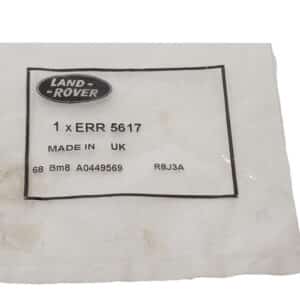 LAND-
-ROVER
1 x ERR 5617
MADE IN UK
68 Bm8 A0449569 R8J3A